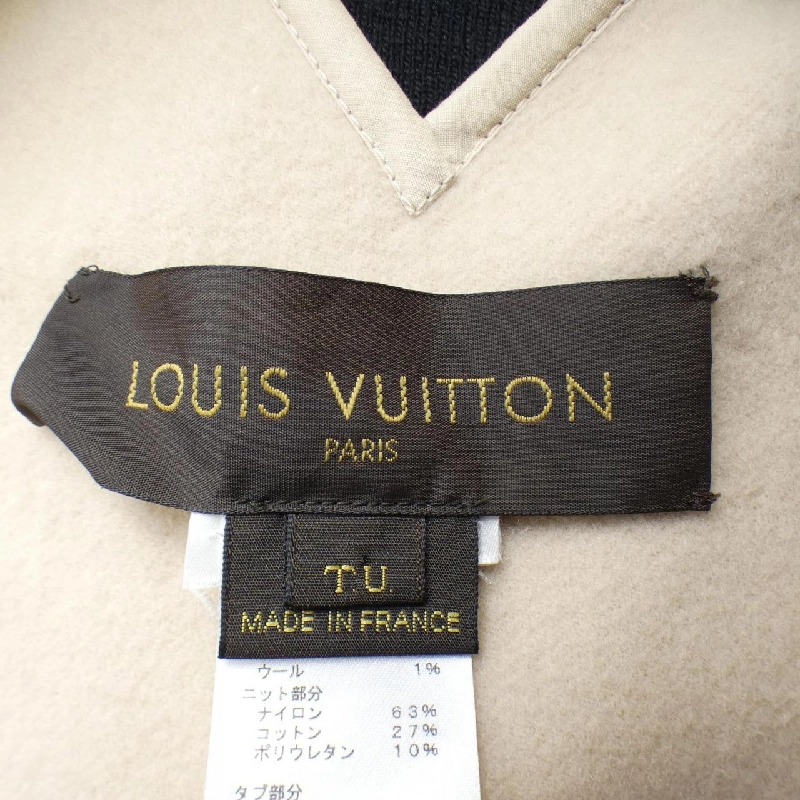 LOUIS VUITTON
PARIS
T.U.
MADE IN FRANCE
ウール 1%
ニット部分
ナイロン 63%
コットン 27%
ポリウレタン 10%
タブ部分